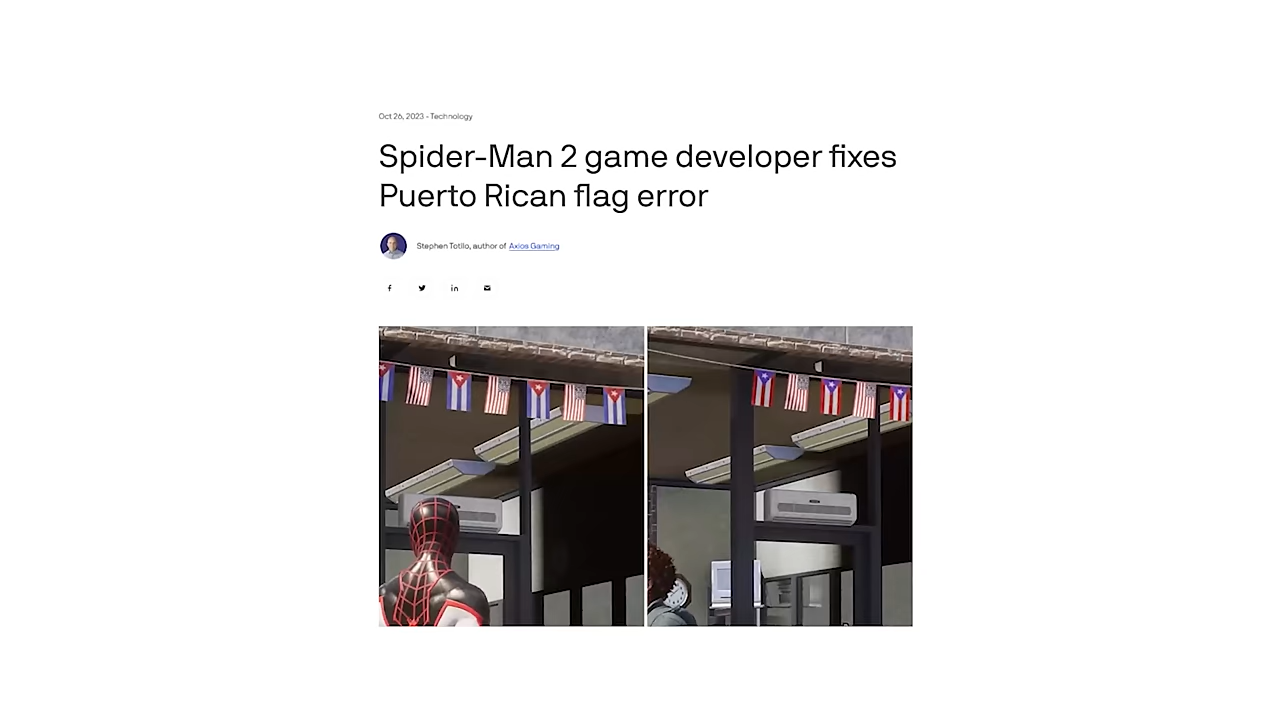 Oct 26, 2023 - Technology
Spider-Man 2 game developer fixes
Puerto Rican flag error
Stephen Totilo, author of Axios Gaming